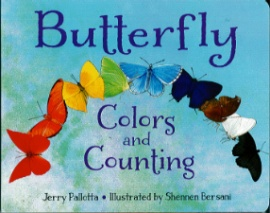 Butterfly
Colors
and
Counting
Jerry Pallotta • Illustrated by Shennen Bersani